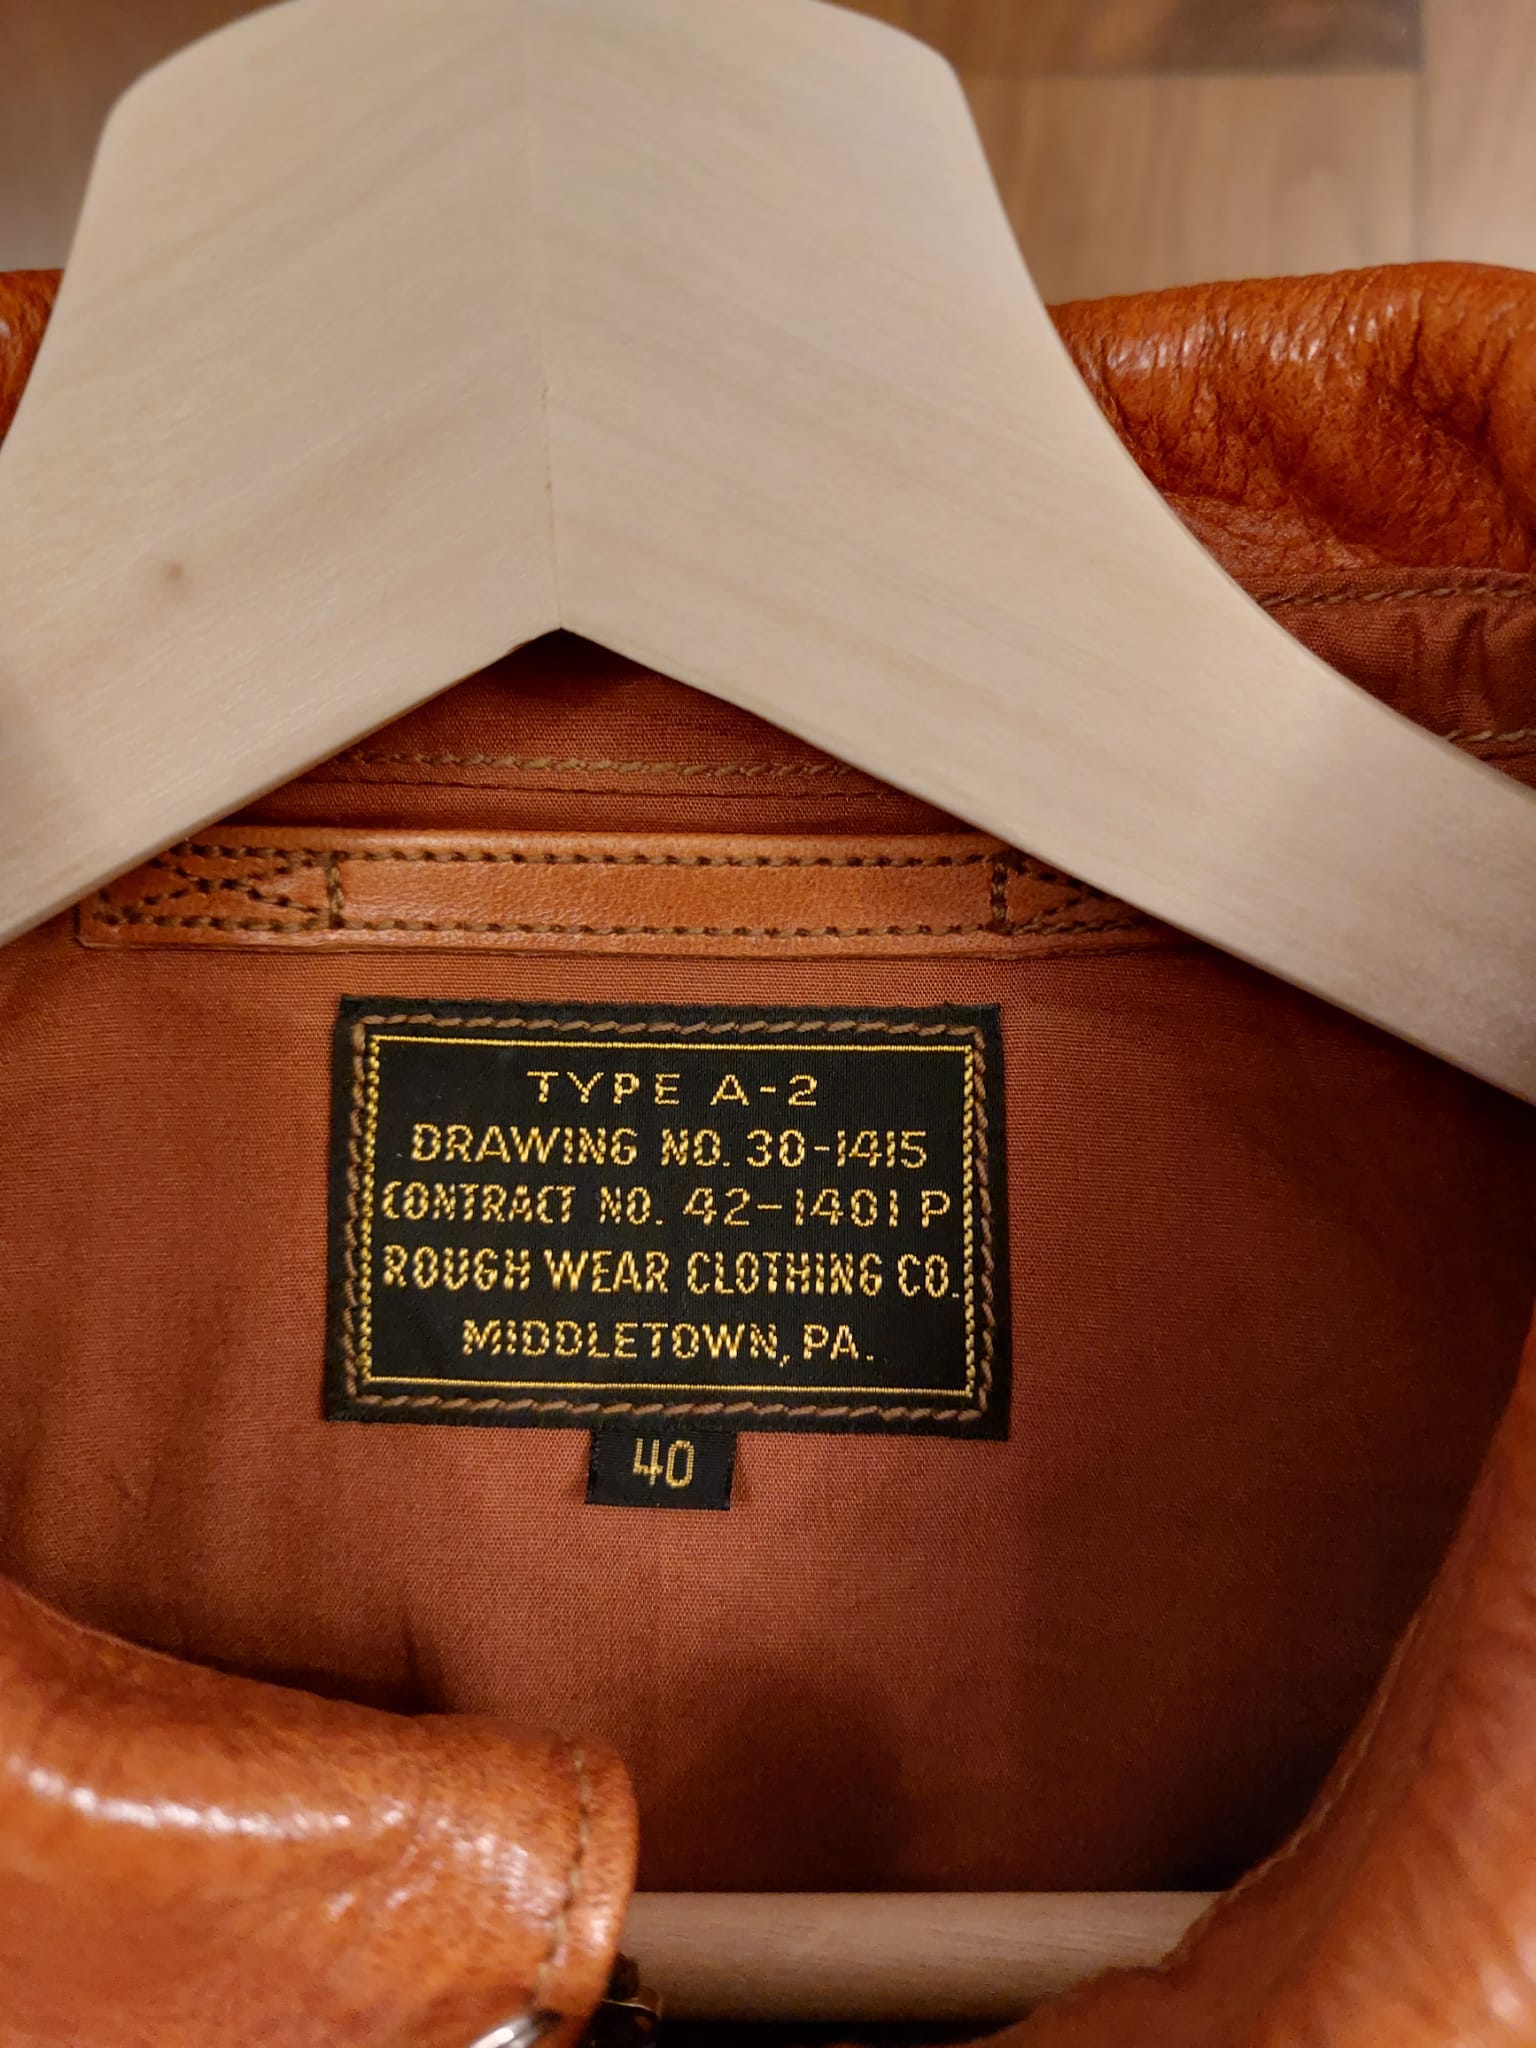 TYPE A-2
DRAWING NO. 30-1415
CONTRACT NO. 42-1401 P
ROUGH WEAR CLOTHING CO.
MIDDLETOWN, PA.
40